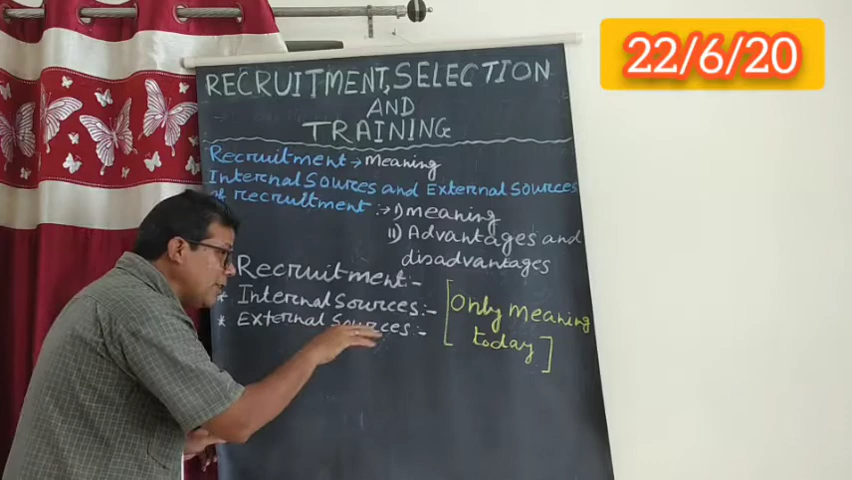 22/6/20
RECRUITMENT, SELECTION
AND
TRAINING
Recruitment → Meaning
Internal Sources and External Sources
of recruitment :→ i) meaning
ii) Advantages and
disadvantages
Recruitment:-
* Internal Sources:-
* External Sources:-
[Only Meaning
today]